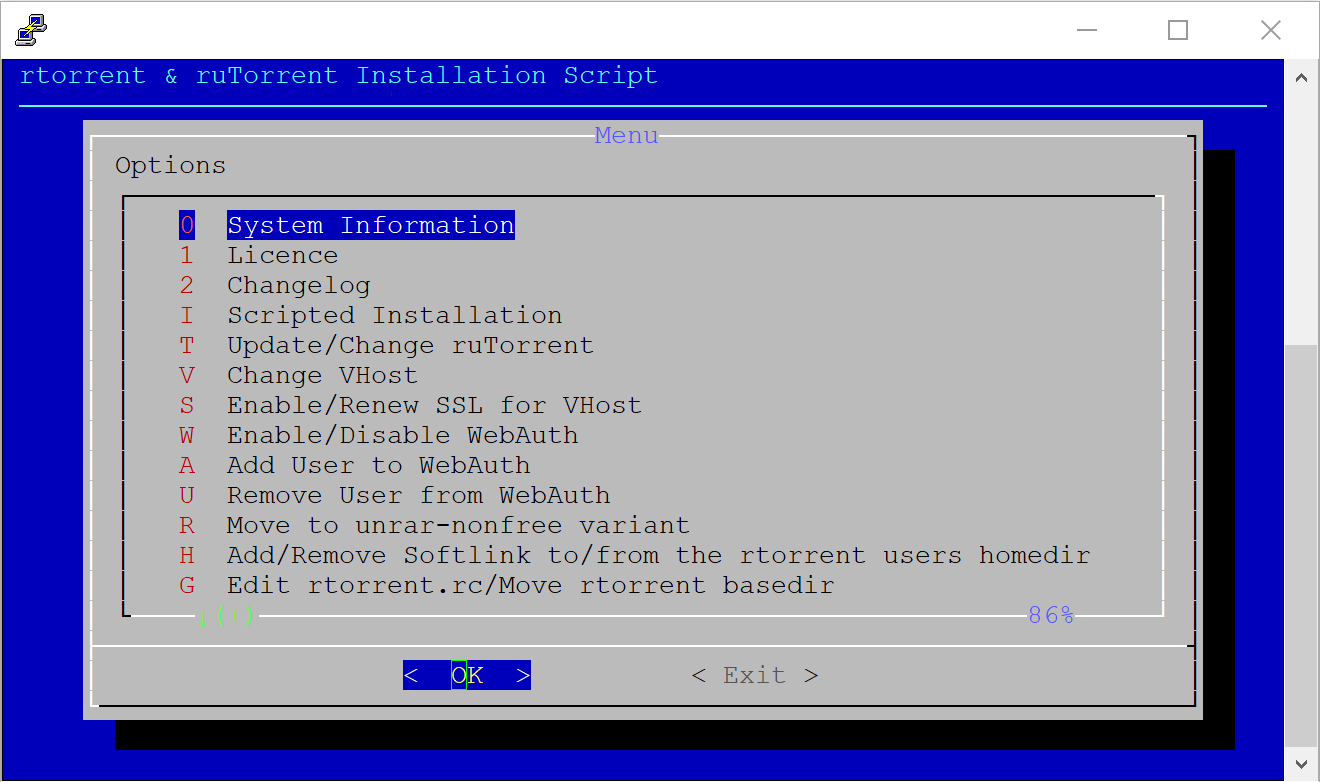 rtorrent & ruTorrent Installation Script
Menu
Options
0 System Information
1 Licence
2 Changelog
I Scripted Installation
T Update/Change ruTorrent
V Change VHost
S Enable/Renew SSL for VHost
W Enable/Disable WebAuth
A Add User to WebAuth
U Remove User from WebAuth
R Move to unrar-nonfree variant
H Add/Remove Softlink to/from the rtorrent users homedir
G Edit rtorrent.rc/Move rtorrent basedir
↓(+) 86%
< OK > < Exit >